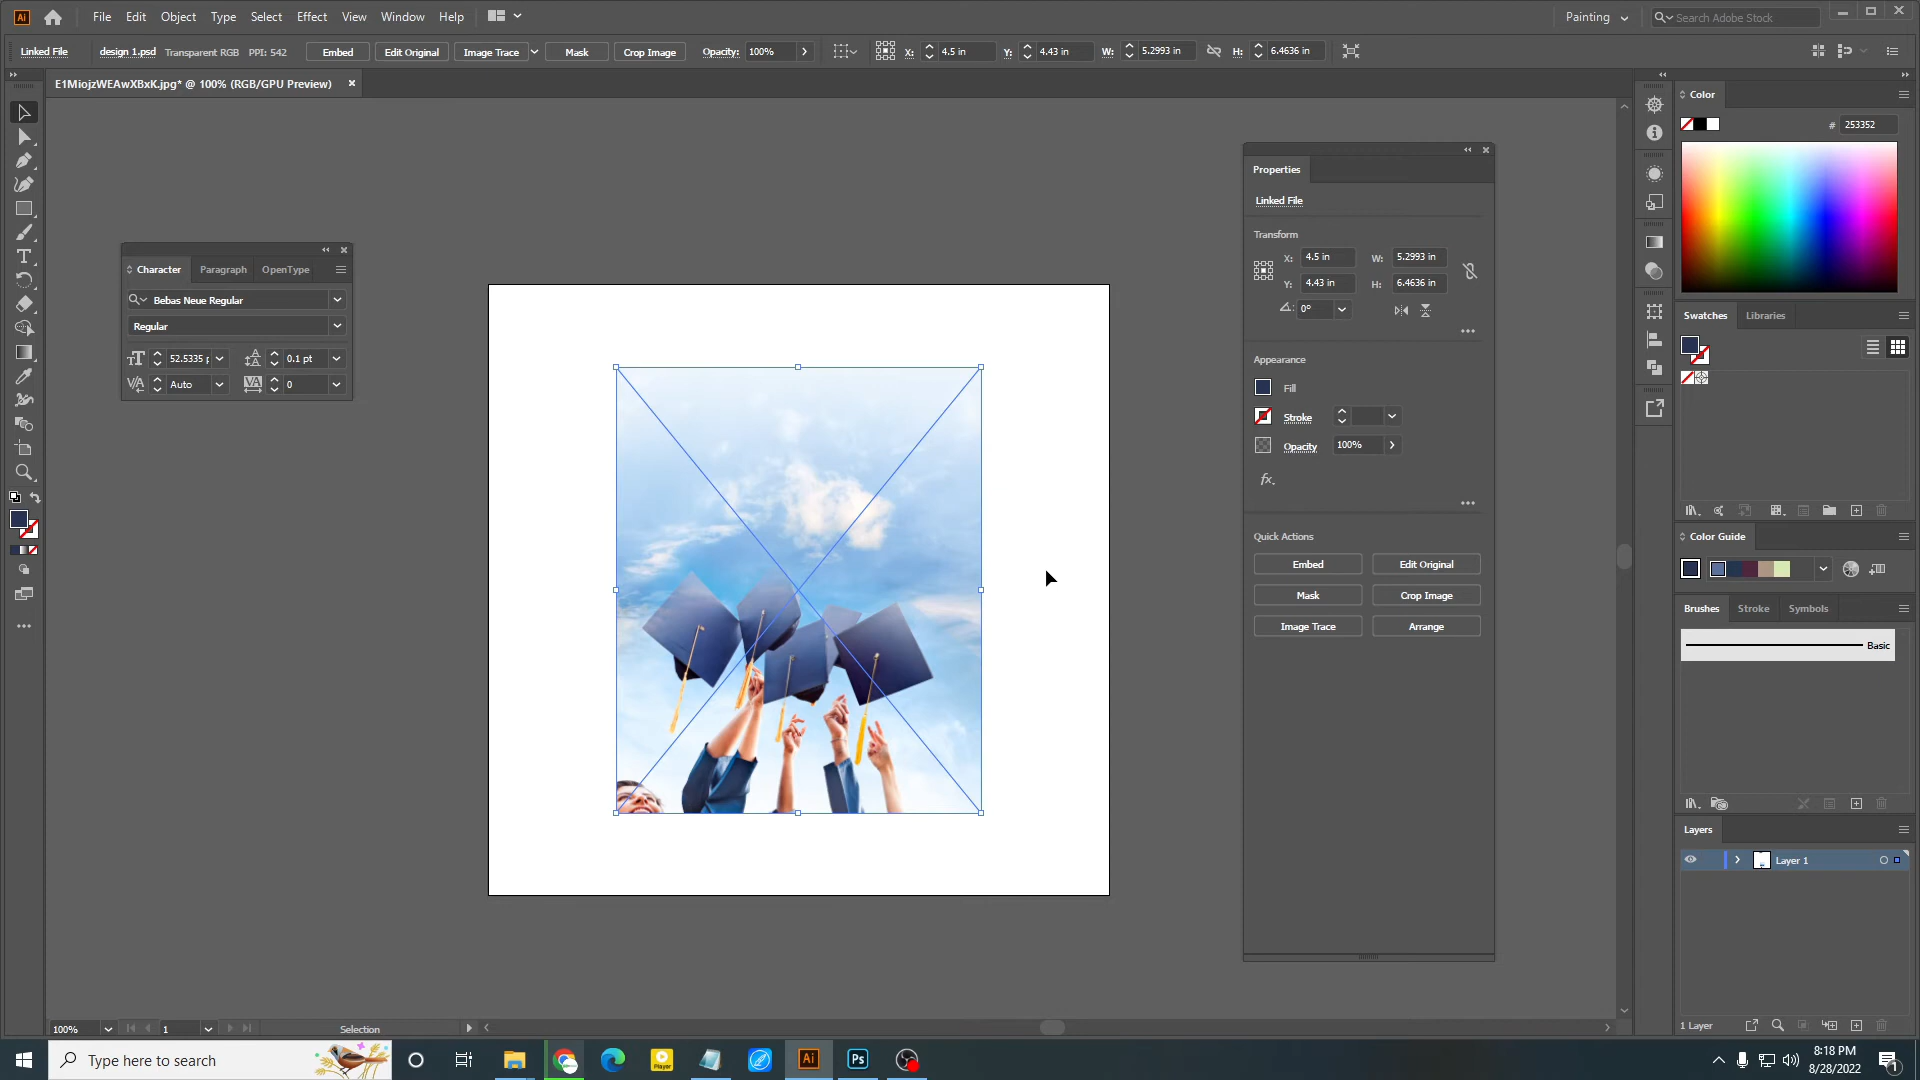 File Edit Object Type Select Effect View Window Help
Painting
Search Adobe Stock
Linked File design 1.psd Transparent RGB PPI: 542 Embed Edit Original Image Trace Mask Crop Image Opacity: 100% X: 4.5 in Y: 4.43 in W: 5.2993 in H: 6.4636 in
E1MiojzWEAwXBxK.jpg* @ 100% (RGB/GPU Preview)
Character Paragraph OpenType
Bebas Neue Regular
Regular
52.5335 p 0.1 pt
Auto 0
Properties
Linked File
Transform
X: 4.5 in W: 5.2993 in
Y: 4.43 in H: 6.4636 in
0°
Appearance
Fill
Stroke
Opacity 100%
fx.
Quick Actions
Embed Edit Original
Mask Crop Image
Image Trace Arrange
Color
# 253352
Swatches Libraries
Color Guide
Brushes Stroke Symbols
Basic
Layers
Layer 1
1 Layer
100% 1 Selection
Type here to search
Player
Ai
Ps
8:18 PM
8/28/2022
1